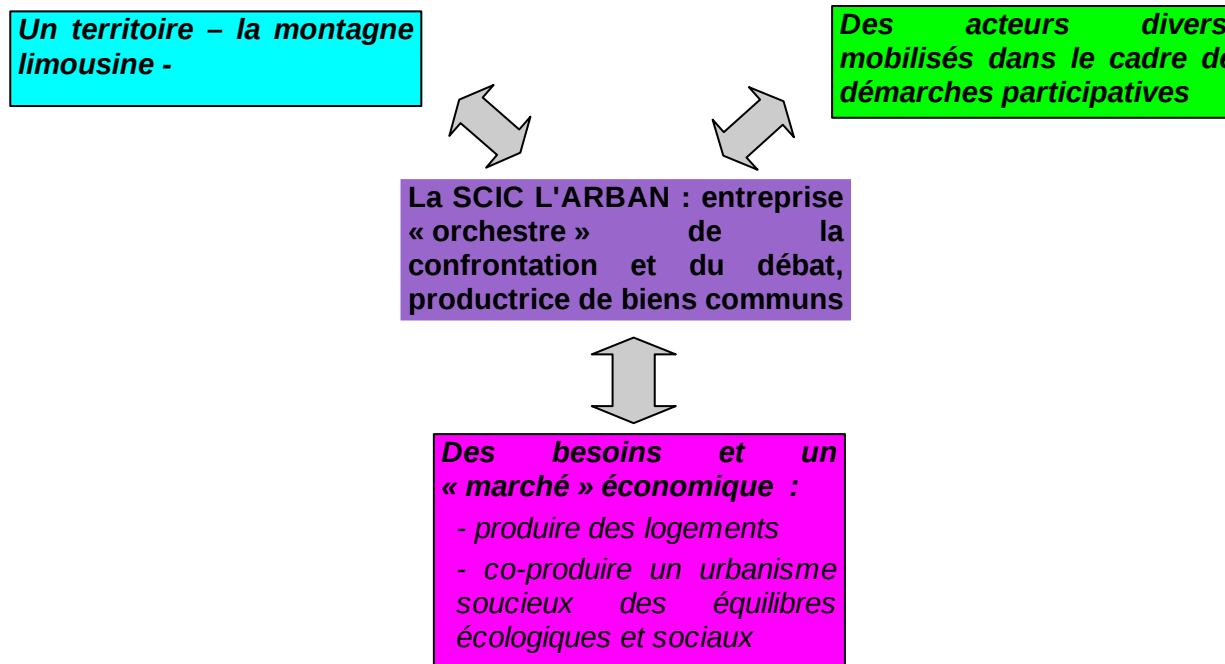 Un territoire – la montagne
limousine -
Des acteurs divers
mobilisés dans le cadre de
démarches participatives
La SCIC L'ARBAN : entreprise
« orchestre » de la
confrontation et du débat,
productrice de biens communs
Des besoins et un
« marché » économique :
- produire des logements
- co-produire un urbanisme
soucieux des équilibres
écologiques et sociaux